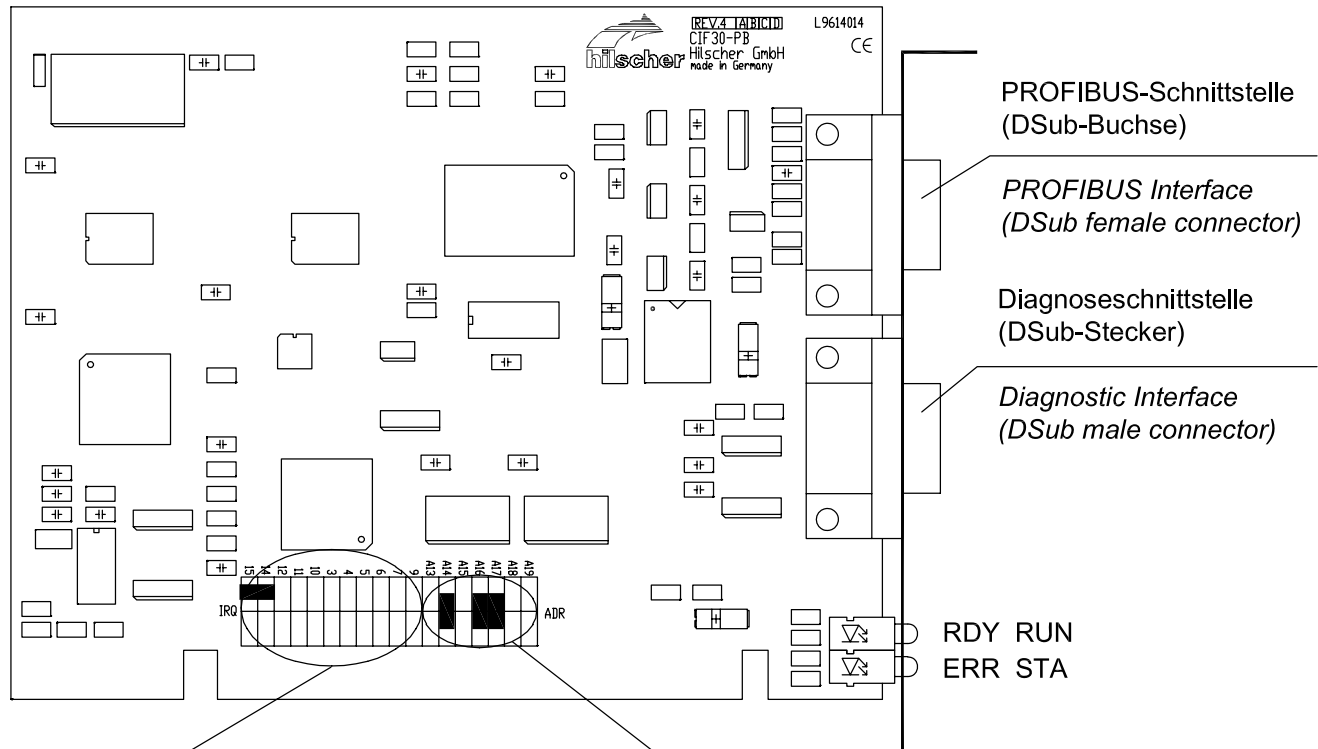 REV.4 |A|B|C|D|
L9614014
CIF30-PB
Hilscher GmbH
made in Germany
hilscher
CE
PROFIBUS-Schnittstelle
(DSub-Buchse)
PROFIBUS Interface
(DSub female connector)
Diagnoseschnittstelle
(DSub-Stecker)
Diagnostic Interface
(DSub male connector)
15 14 12 11 10 3 4 5 6 7 9 A13 A14 A15 A16 A17 A18 A19
IRQ
ADR
RDY RUN
ERR STA